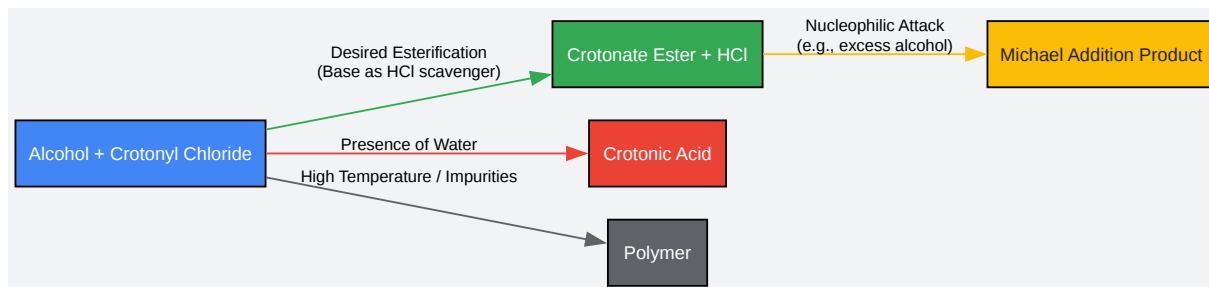 Nucleophilic Attack
(e.g., excess alcohol)
Desired Esterification
(Base as HCl scavenger)
Crotonate Ester + HCl
Michael Addition Product
Alcohol + Crotonyl Chloride
Presence of Water
Crotonic Acid
High Temperature / Impurities
Polymer